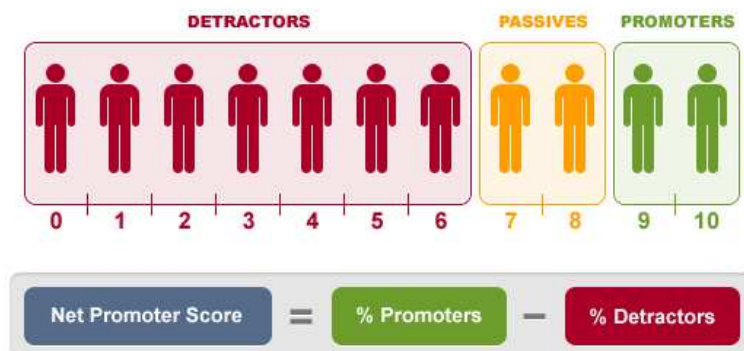 DETRACTORS PASSIVES PROMOTERS
0 1 2 3 4 5 6 7 8 9 10
Net Promoter Score = % Promoters – % Detractors